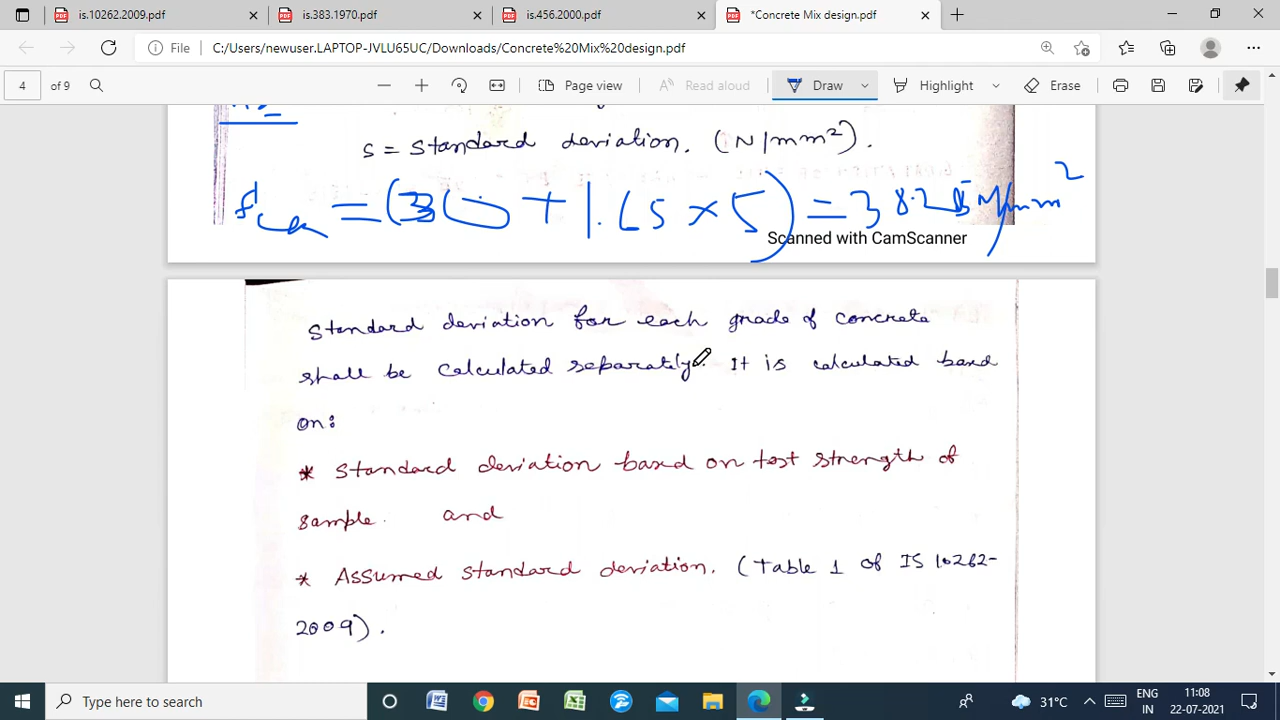 is.10262.2009.pdf
is.383.1970.pdf
is.456.2000.pdf
*Concrete Mix design.pdf
File
C:/Users/newuser.LAPTOP-JVLU65UC/Downloads/Concrete%20Mix%20design.pdf
4 of 9
Page view
Read aloud
Draw
Highlight
Erase
s = standard deviation. (N/mm²).
= (30 + 1.65 × 5) = 38.25 N/mm²
Scanned with CamScanner
Standard deviation for each grade of concrete
shall be calculated separately. It is calculated based
on:
* Standard deviation based on test strength of
sample. and
* Assumed standard deviation. (Table 1 of IS 10262-
2009).
Type here to search
31°C
ENG
IN
11:08
22-07-2021